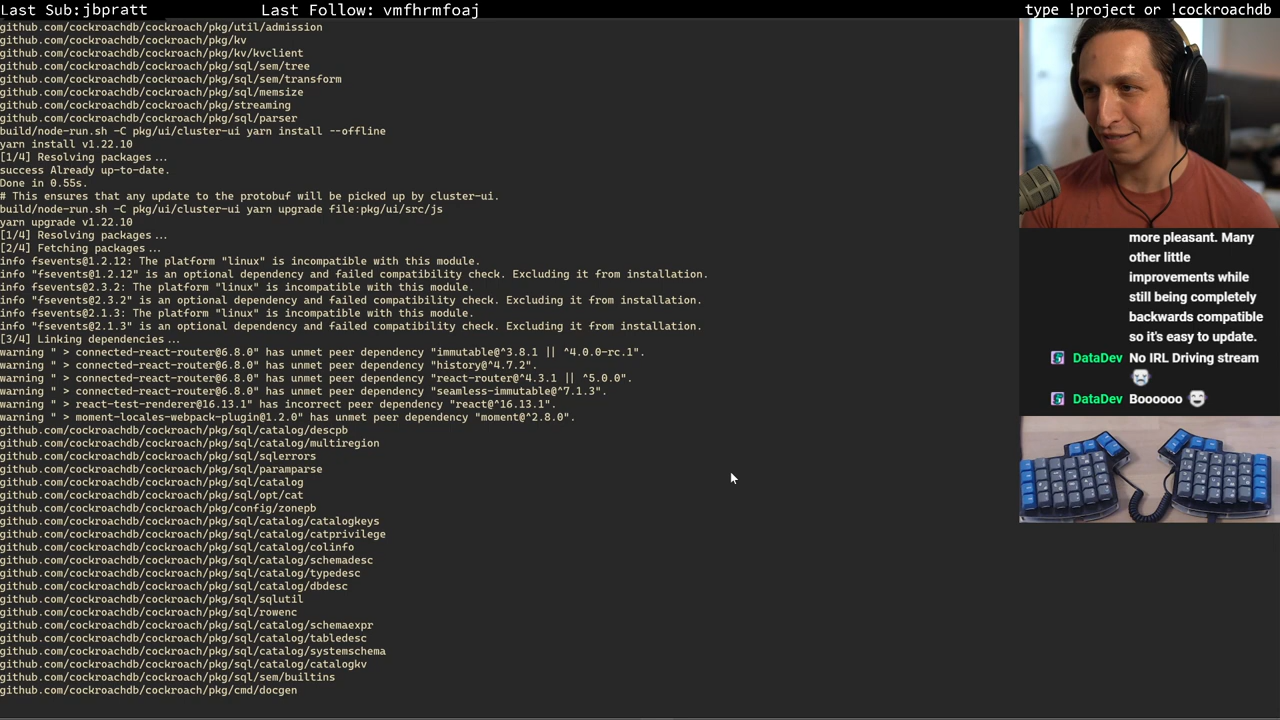 Last Sub:jbpratt
Last Follow: vmfhrmfoaj
type !project or !cockroachdb
github.com/cockroachdb/cockroach/pkg/util/admission
github.com/cockroachdb/cockroach/pkg/kv
github.com/cockroachdb/cockroach/pkg/kv/kvclient
github.com/cockroachdb/cockroach/pkg/sql/sem/tree
github.com/cockroachdb/cockroach/pkg/sql/sem/transform
github.com/cockroachdb/cockroach/pkg/sql/memsize
github.com/cockroachdb/cockroach/pkg/streaming
github.com/cockroachdb/cockroach/pkg/sql/parser
build/node-run.sh -C pkg/ui/cluster-ui yarn install --offline
yarn install v1.22.10
[1/4] Resolving packages...
success Already up-to-date.
Done in 0.55s.
# This ensures that any update to the protobuf will be picked up by cluster-ui.
build/node-run.sh -C pkg/ui/cluster-ui yarn upgrade file:pkg/ui/src/js
yarn upgrade v1.22.10
[1/4] Resolving packages...
[2/4] Fetching packages...
info fsevents@1.2.12: The platform "linux" is incompatible with this module.
info "fsevents@1.2.12" is an optional dependency and failed compatibility check. Excluding it from installation.
info fsevents@2.3.2: The platform "linux" is incompatible with this module.
info "fsevents@2.3.2" is an optional dependency and failed compatibility check. Excluding it from installation.
info fsevents@2.1.3: The platform "linux" is incompatible with this module.
info "fsevents@2.1.3" is an optional dependency and failed compatibility check. Excluding it from installation.
[3/4] Linking dependencies...
warning " > connected-react-router@6.8.0" has unmet peer dependency "immutable@^3.8.1 || ^4.0.0-rc.1".
warning " > connected-react-router@6.8.0" has unmet peer dependency "history@^4.7.2".
warning " > connected-react-router@6.8.0" has unmet peer dependency "react-router@^4.3.1 || ^5.0.0".
warning " > connected-react-router@6.8.0" has unmet peer dependency "seamless-immutable@^7.1.3".
warning " > react-test-renderer@16.13.1" has incorrect peer dependency "react@^16.13.1".
warning " > moment-locales-webpack-plugin@1.2.0" has unmet peer dependency "moment@^2.8.0".
github.com/cockroachdb/cockroach/pkg/sql/catalog/descpb
github.com/cockroachdb/cockroach/pkg/sql/catalog/multiregion
github.com/cockroachdb/cockroach/pkg/sql/sqlerrors
github.com/cockroachdb/cockroach/pkg/sql/paramparse
github.com/cockroachdb/cockroach/pkg/sql/catalog
github.com/cockroachdb/cockroach/pkg/sql/opt/cat
github.com/cockroachdb/cockroach/pkg/config/zonepb
github.com/cockroachdb/cockroach/pkg/sql/catalog/catalogkeys
github.com/cockroachdb/cockroach/pkg/sql/catalog/catprivilege
github.com/cockroachdb/cockroach/pkg/sql/catalog/colinfo
github.com/cockroachdb/cockroach/pkg/sql/catalog/schemadesc
github.com/cockroachdb/cockroach/pkg/sql/catalog/typedesc
github.com/cockroachdb/cockroach/pkg/sql/catalog/dbdesc
github.com/cockroachdb/cockroach/pkg/sql/sqlutil
github.com/cockroachdb/cockroach/pkg/sql/rowenc
github.com/cockroachdb/cockroach/pkg/sql/catalog/schemaexpr
github.com/cockroachdb/cockroach/pkg/sql/catalog/tabledesc
github.com/cockroachdb/cockroach/pkg/sql/catalog/systemschema
github.com/cockroachdb/cockroach/pkg/sql/catalog/catalogkv
github.com/cockroachdb/cockroach/pkg/sql/sem/builtins
github.com/cockroachdb/cockroach/pkg/cmd/docgen
more pleasant. Many
other little
improvements while
still being completely
backwards compatible
so it's easy to update.
DataDev No IRL Driving stream
DataDev Boooooo